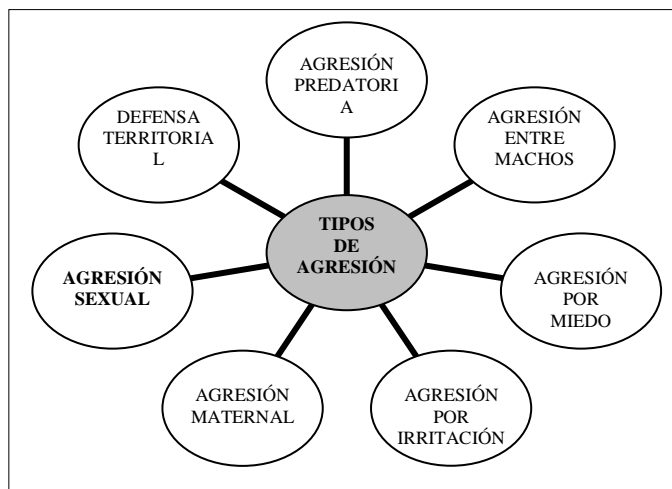 AGRESIÓN
PREDATORI
A
DEFENSA
TERRITORIA
L
AGRESIÓN
ENTRE
MACHOS
TIPOS
DE
AGRESIÓN
AGRESIÓN
SEXUAL
AGRESIÓN
POR
MIEDO
AGRESIÓN
MATERNAL
AGRESIÓN
POR
IRRITACIÓN